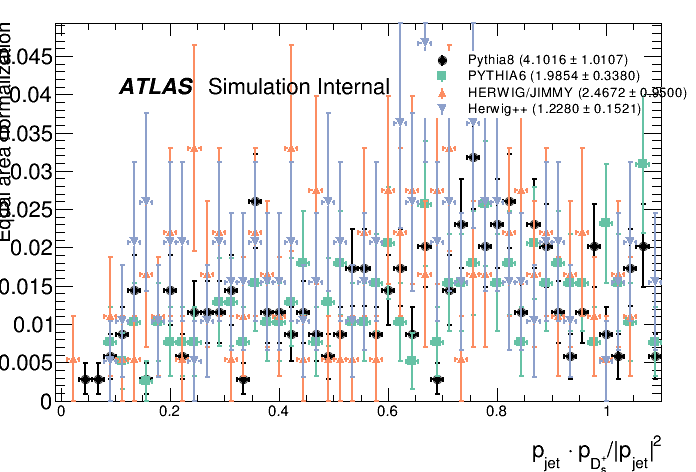 Equal area (normalization
ATLAS Simulation Internal
Pythia8 (4.1016 ± 1.0107)
PYTHIA6 (1.9854 ± 0.3380)
HERWIG/JIMMY (2.4672 ± 0.9500)
Herwig++ (1.2280 ± 0.1521)
0.045
0.04
0.035
0.03
0.025
0.02
0.015
0.01
0.005
0
0 0.2 0.4 0.6 0.8 1
p_jet · p_{D_s^+}/|p_jet|^2